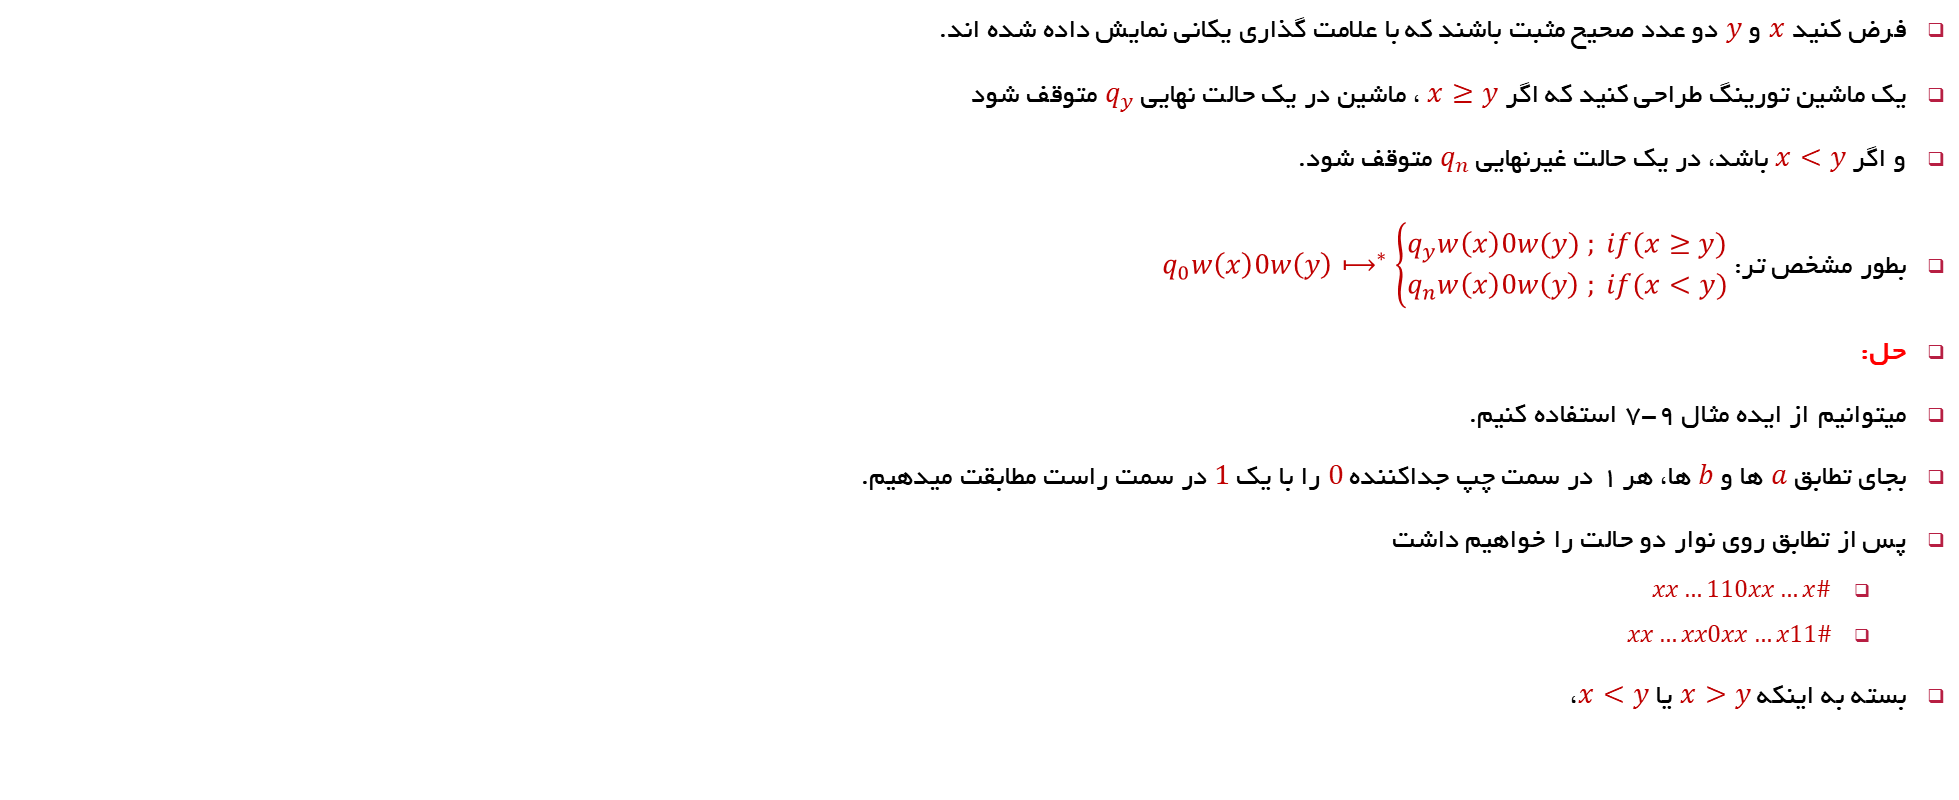 ❑ فرض کنید x و y دو عدد صحیح مثبت باشند که با علامت گذاری یکانی نمایش داده شده اند.
❑ یک ماشین تورینگ طراحی کنید که اگر x ≥ y ، ماشین در یک حالت نهایی q_y متوقف شود
❑ و اگر x < y باشد، در یک حالت غیرنهایی q_n متوقف شود.
❑ بطور مشخص تر: q_0w(x)0w(y) ⟼* { q_yw(x)0w(y) ; if(x ≥ y)
q_nw(x)0w(y) ; if(x < y)
❑ حل:
❑ میتوانیم از ایده مثال ۹-۷ استفاده کنیم.
❑ بجای تطابق a ها و b ها، هر ۱ در سمت چپ جداکننده 0 را با یک 1 در سمت راست مطابقت میدهیم.
❑ پس از تطابق روی نوار دو حالت را خواهیم داشت
❑ xx … 110xx … x#
❑ xx … xx0xx … x11#
❑ بسته به اینکه x > y یا x < y،